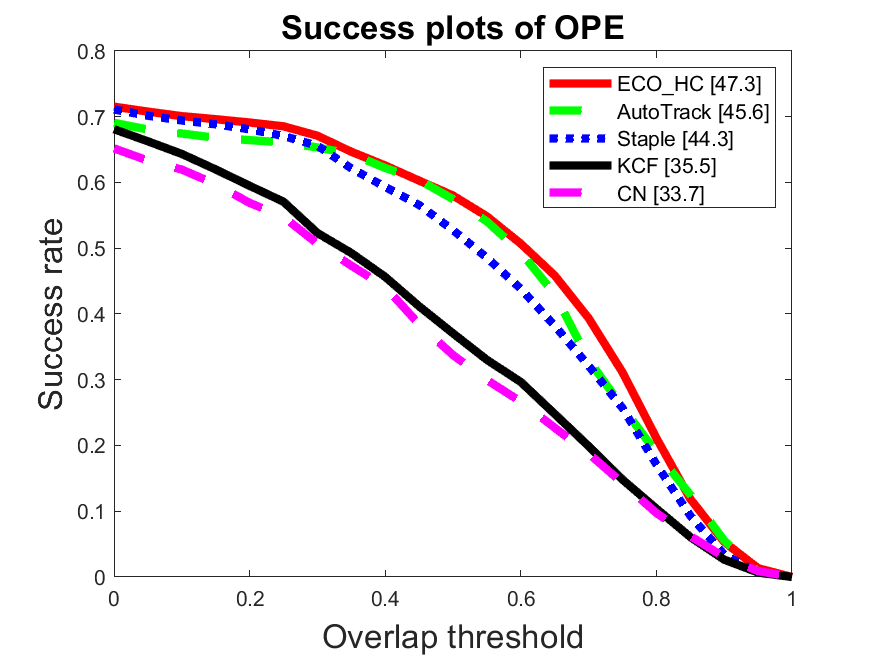 Success plots of OPE
0.8
0.7
0.6
0.5
0.4
0.3
0.2
0.1
0
Success rate
ECO_HC [47.3]
AutoTrack [45.6]
Staple [44.3]
KCF [35.5]
CN [33.7]
0 0.2 0.4 0.6 0.8 1
Overlap threshold